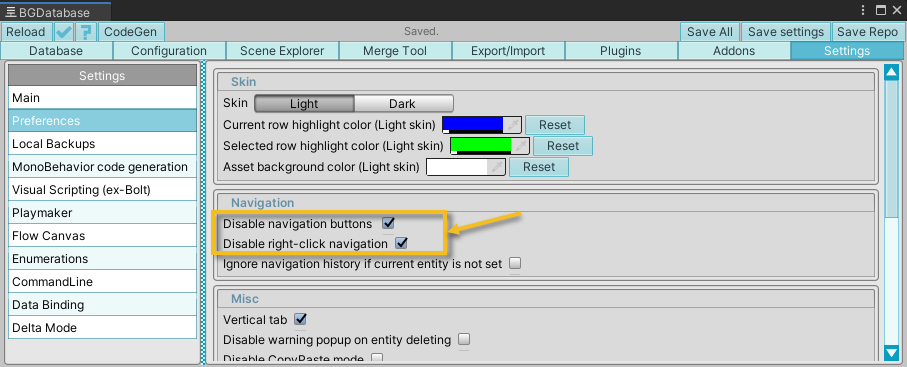 BGDatabase
Reload ? CodeGen Saved. Save All Save settings Save Repo
Database Configuration Scene Explorer Merge Tool Export/Import Plugins Addons Settings
Settings
Main
Preferences
Local Backups
MonoBehavior code generation
Visual Scripting (ex-Bolt)
Playmaker
Flow Canvas
Enumerations
CommandLine
Data Binding
Delta Mode
Skin
Skin Light Dark
Current row highlight color (Light skin) Reset
Selected row highlight color (Light skin) Reset
Asset background color (Light skin) Reset
Navigation
Disable navigation buttons
Disable right-click navigation
Ignore navigation history if current entity is not set
Misc
Vertical tab
Disable warning popup on entity deleting
Disable CopyPaste mode